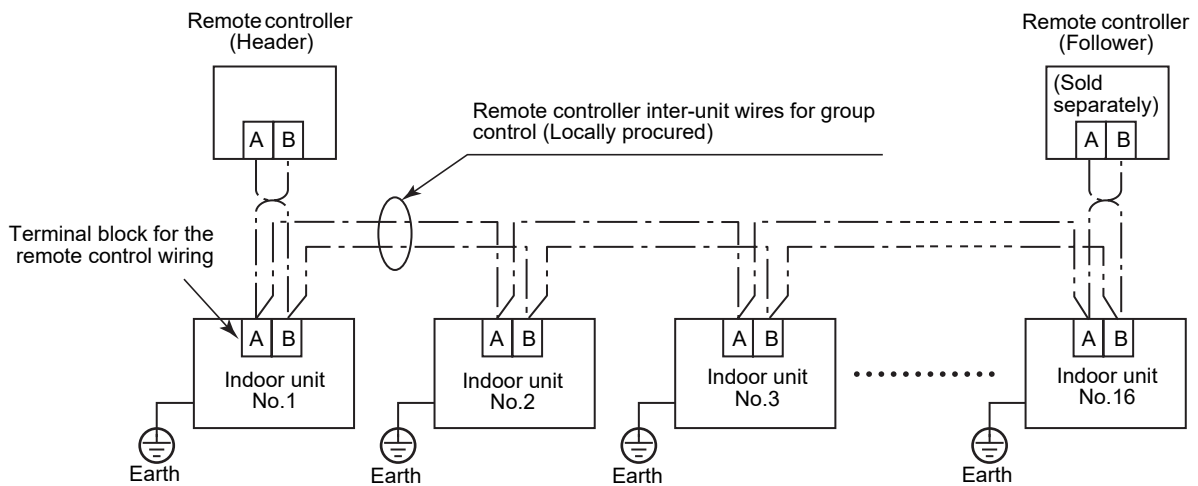 Remote controller
(Header)
A B
Remote controller
(Follower)
(Sold
separately)
A B
Remote controller inter-unit wires for group
control (Locally procured)
Terminal block for the
remote control wiring
A B
Indoor unit
No.1
Earth
A B
Indoor unit
No.2
Earth
A B
Indoor unit
No.3
Earth
A B
Indoor unit
No.16
Earth